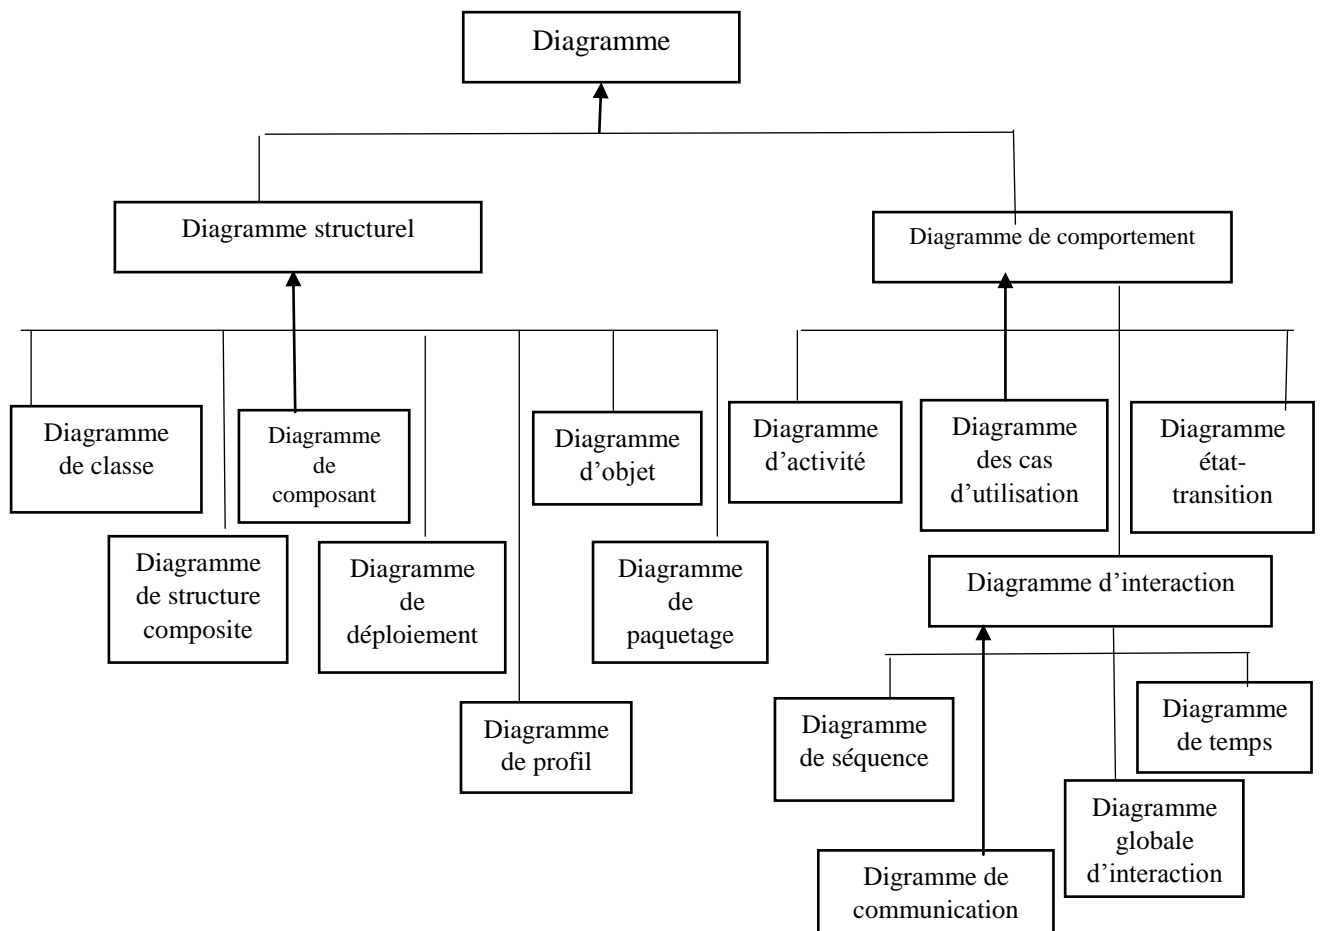 Diagramme
Diagramme structurel
Diagramme de comportement
Diagramme
de classe
Diagramme
de
composant
Diagramme
d’objet
Diagramme
d’activité
Diagramme
des cas
d’utilisation
Diagramme
état-
transition
Diagramme
de structure
composite
Diagramme
de
déploiement
Diagramme
de
paquetage
Diagramme d’interaction
Diagramme
de profil
Diagramme
de séquence
Diagramme
de temps
Diagramme
globale
d’interaction
Digramme de
communication